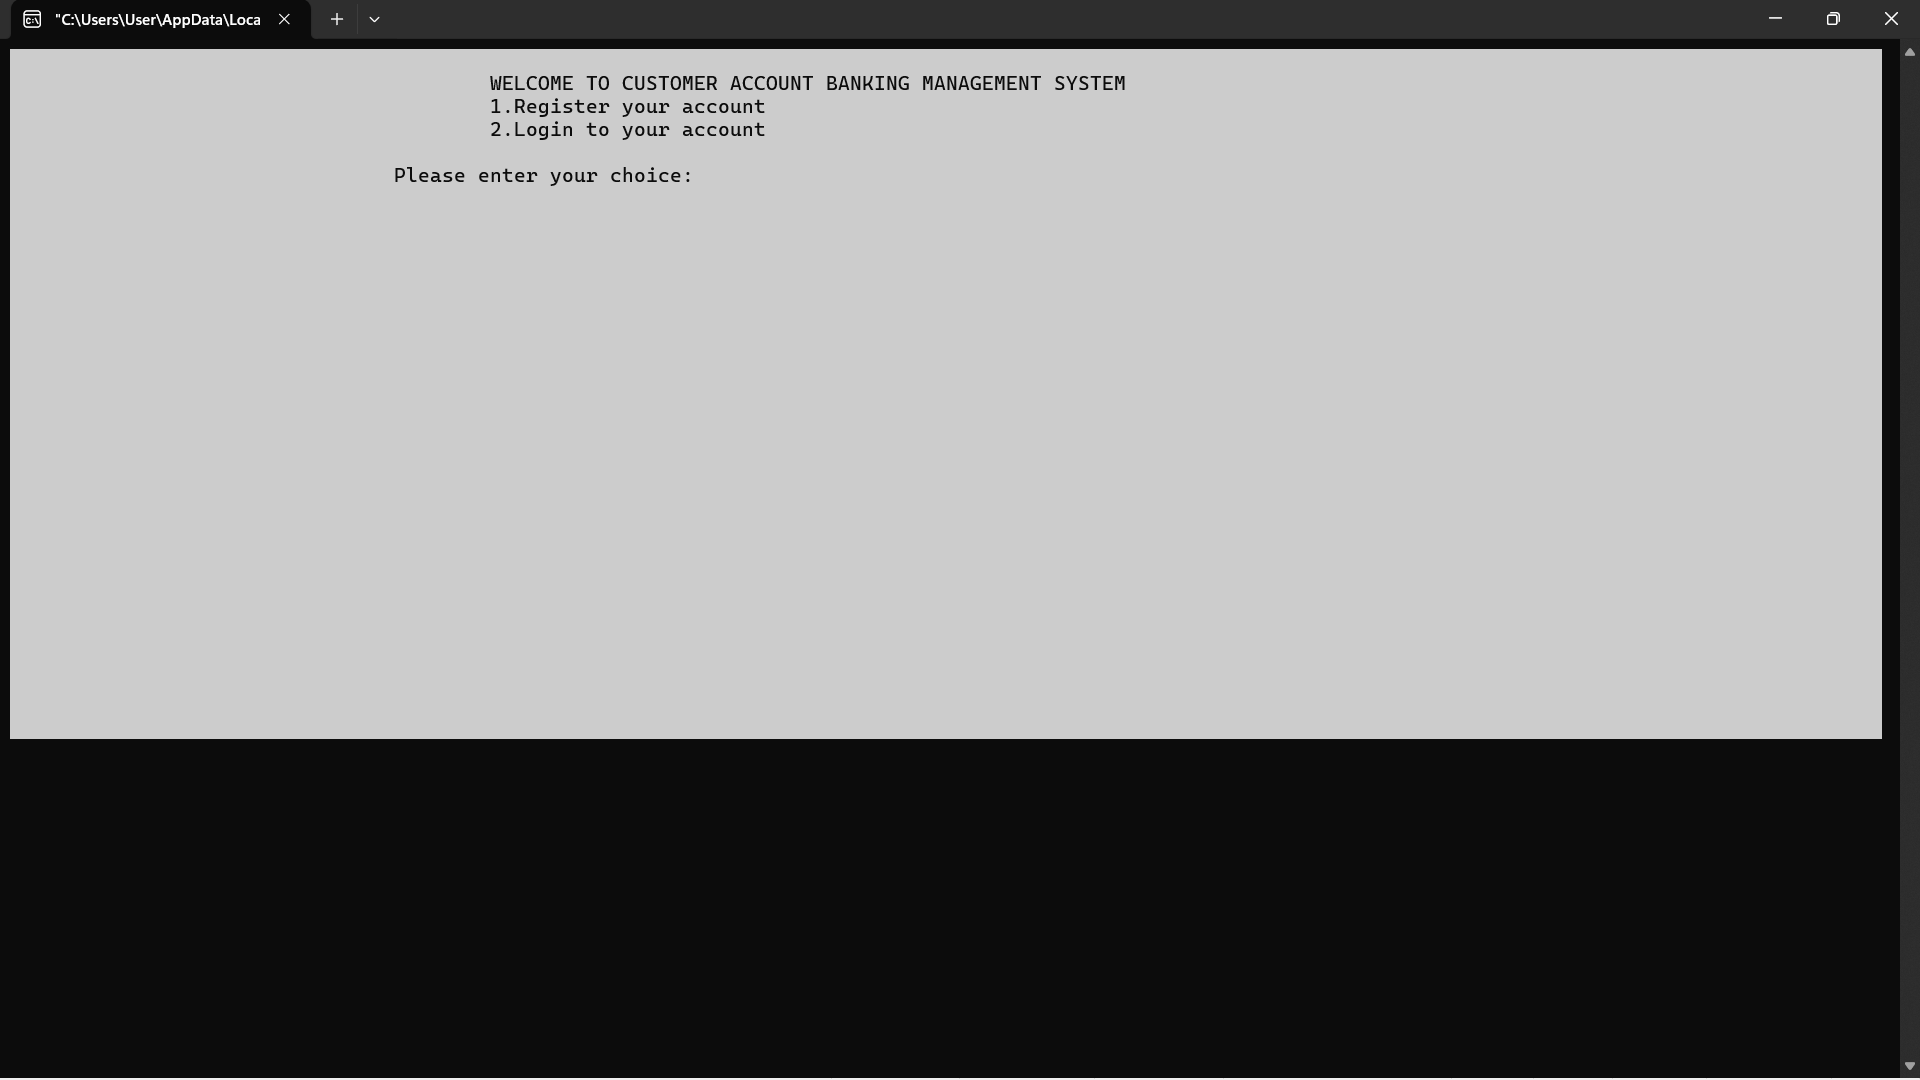 "C:\Users\User\AppData\Loca
WELCOME TO CUSTOMER ACCOUNT BANKING MANAGEMENT SYSTEM
1.Register your account
2.Login to your account
Please enter your choice: